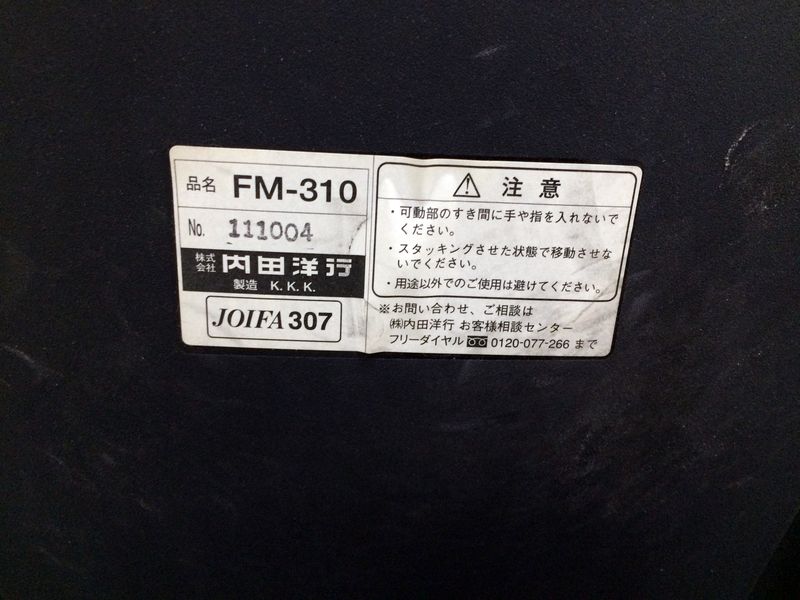 品名 FM-310
No. 111004
株式会社 内田洋行
製造 K.K.K.
JOIFA 307
⚠ 注意
・可動部のすき間に手や指を入れないで
ください。
・スタッキングさせた状態で移動させな
いでください。
・用途以外でのご使用は避けてください。
※お問い合わせ、ご相談は
㈱内田洋行 お客様相談センター
フリーダイヤル 0120-077-266 まで